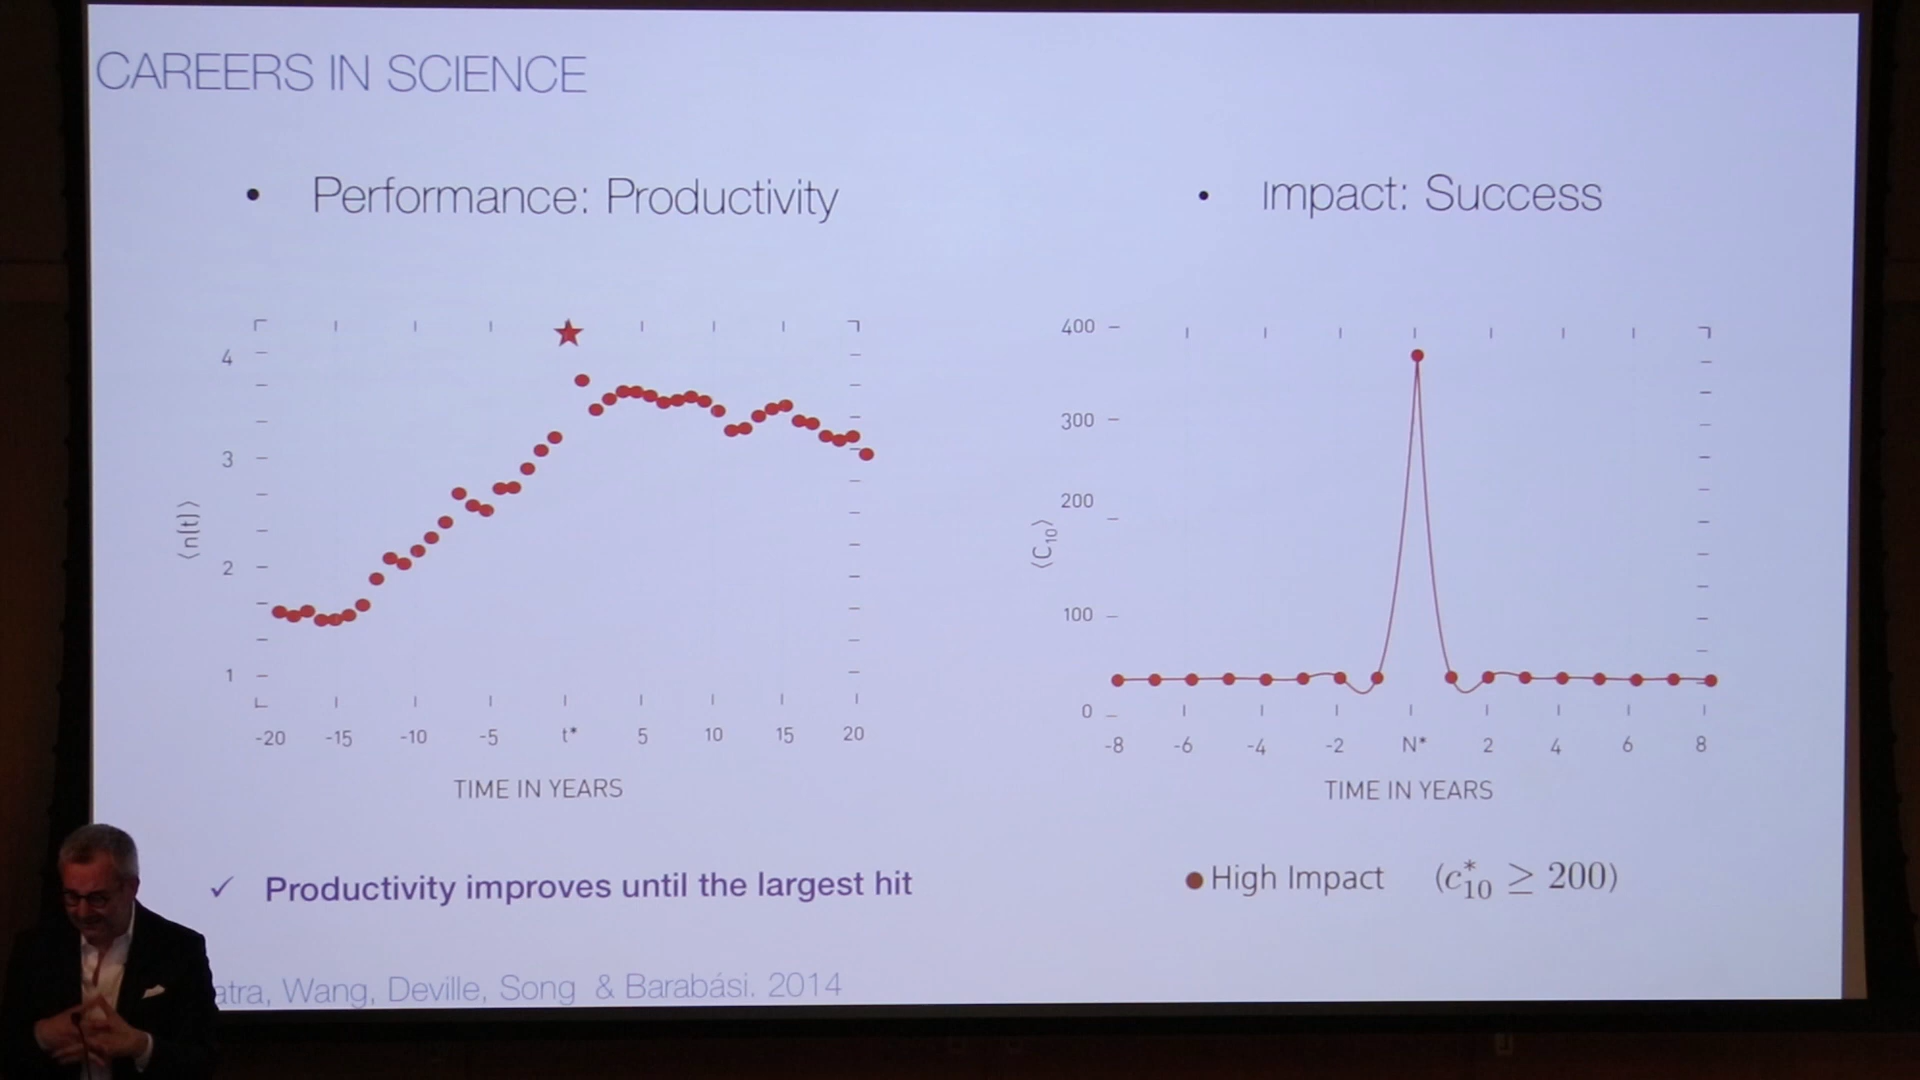 CAREERS IN SCIENCE
• Performance: Productivity
• Impact: Success
4
3
2
1
⟨n(t)⟩
-20 -15 -10 -5 t* 5 10 15 20
TIME IN YEARS
400
300
200
100
0
⟨C₁₀⟩
-8 -6 -4 -2 N* 2 4 6 8
TIME IN YEARS
✓ Productivity improves until the largest hit
High Impact (c*₁₀ ≥ 200)
atra, Wang, Deville, Song & Barabási. 2014